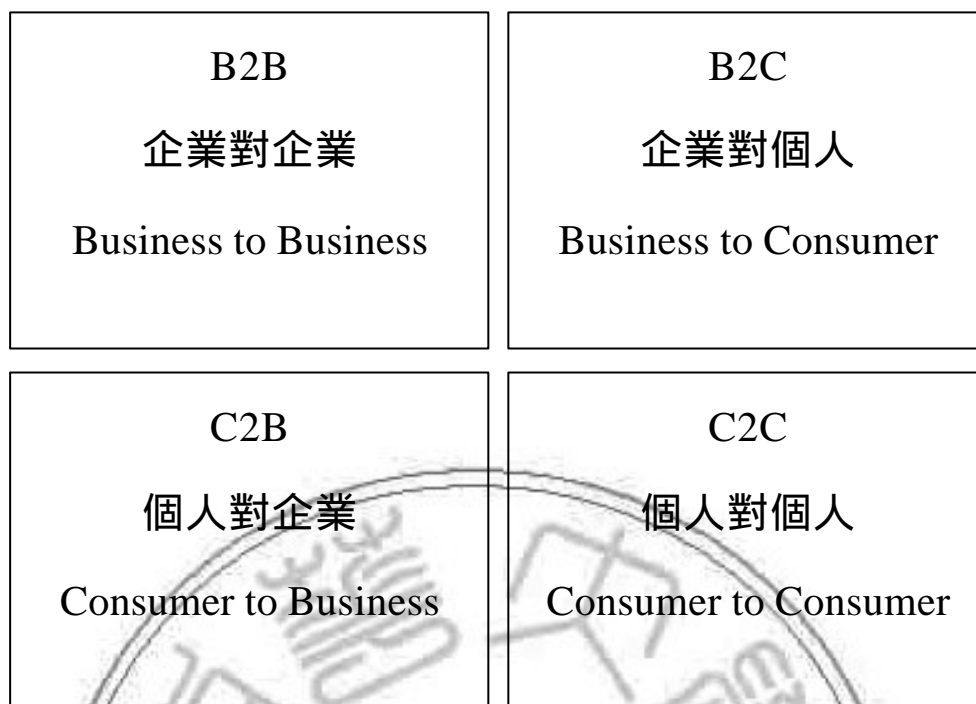 B2B
企業對企業
Business to Business
B2C
企業對個人
Business to Consumer
C2B
個人對企業
Consumer to Business
C2C
個人對個人
Consumer to Consumer